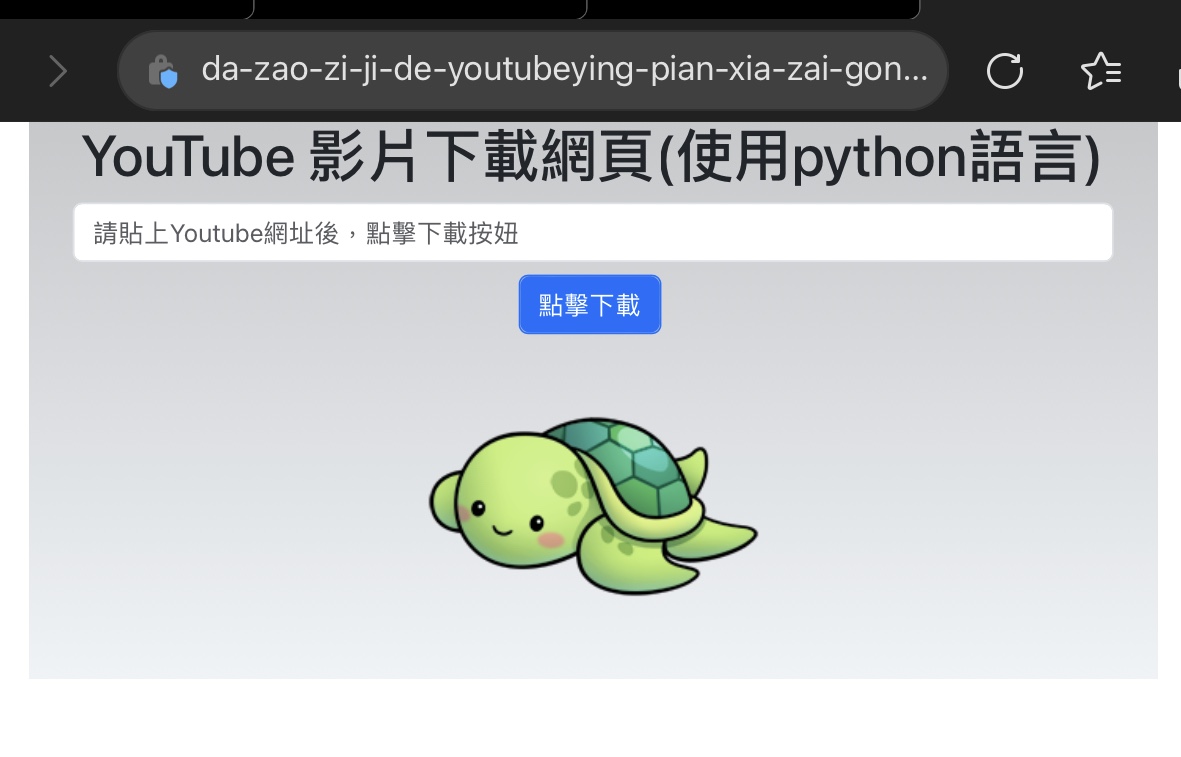 da-zao-zi-ji-de-youtubeying-pian-xia-zai-gon...
YouTube 影片下載網頁(使用python語言)
請貼上Youtube網址後，點擊下載按妞
點擊下載